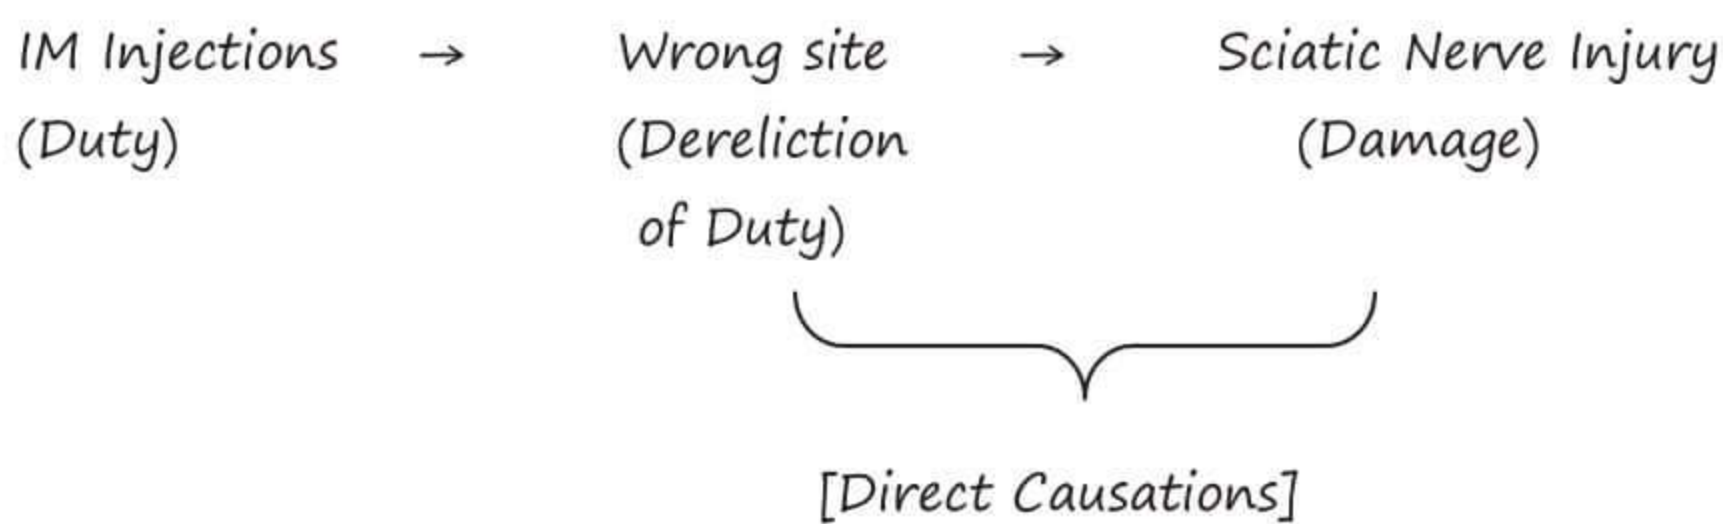 IM Injections → Wrong site → Sciatic Nerve Injury
(Duty) (Dereliction (Damage)
of Duty)
[Direct Causations]